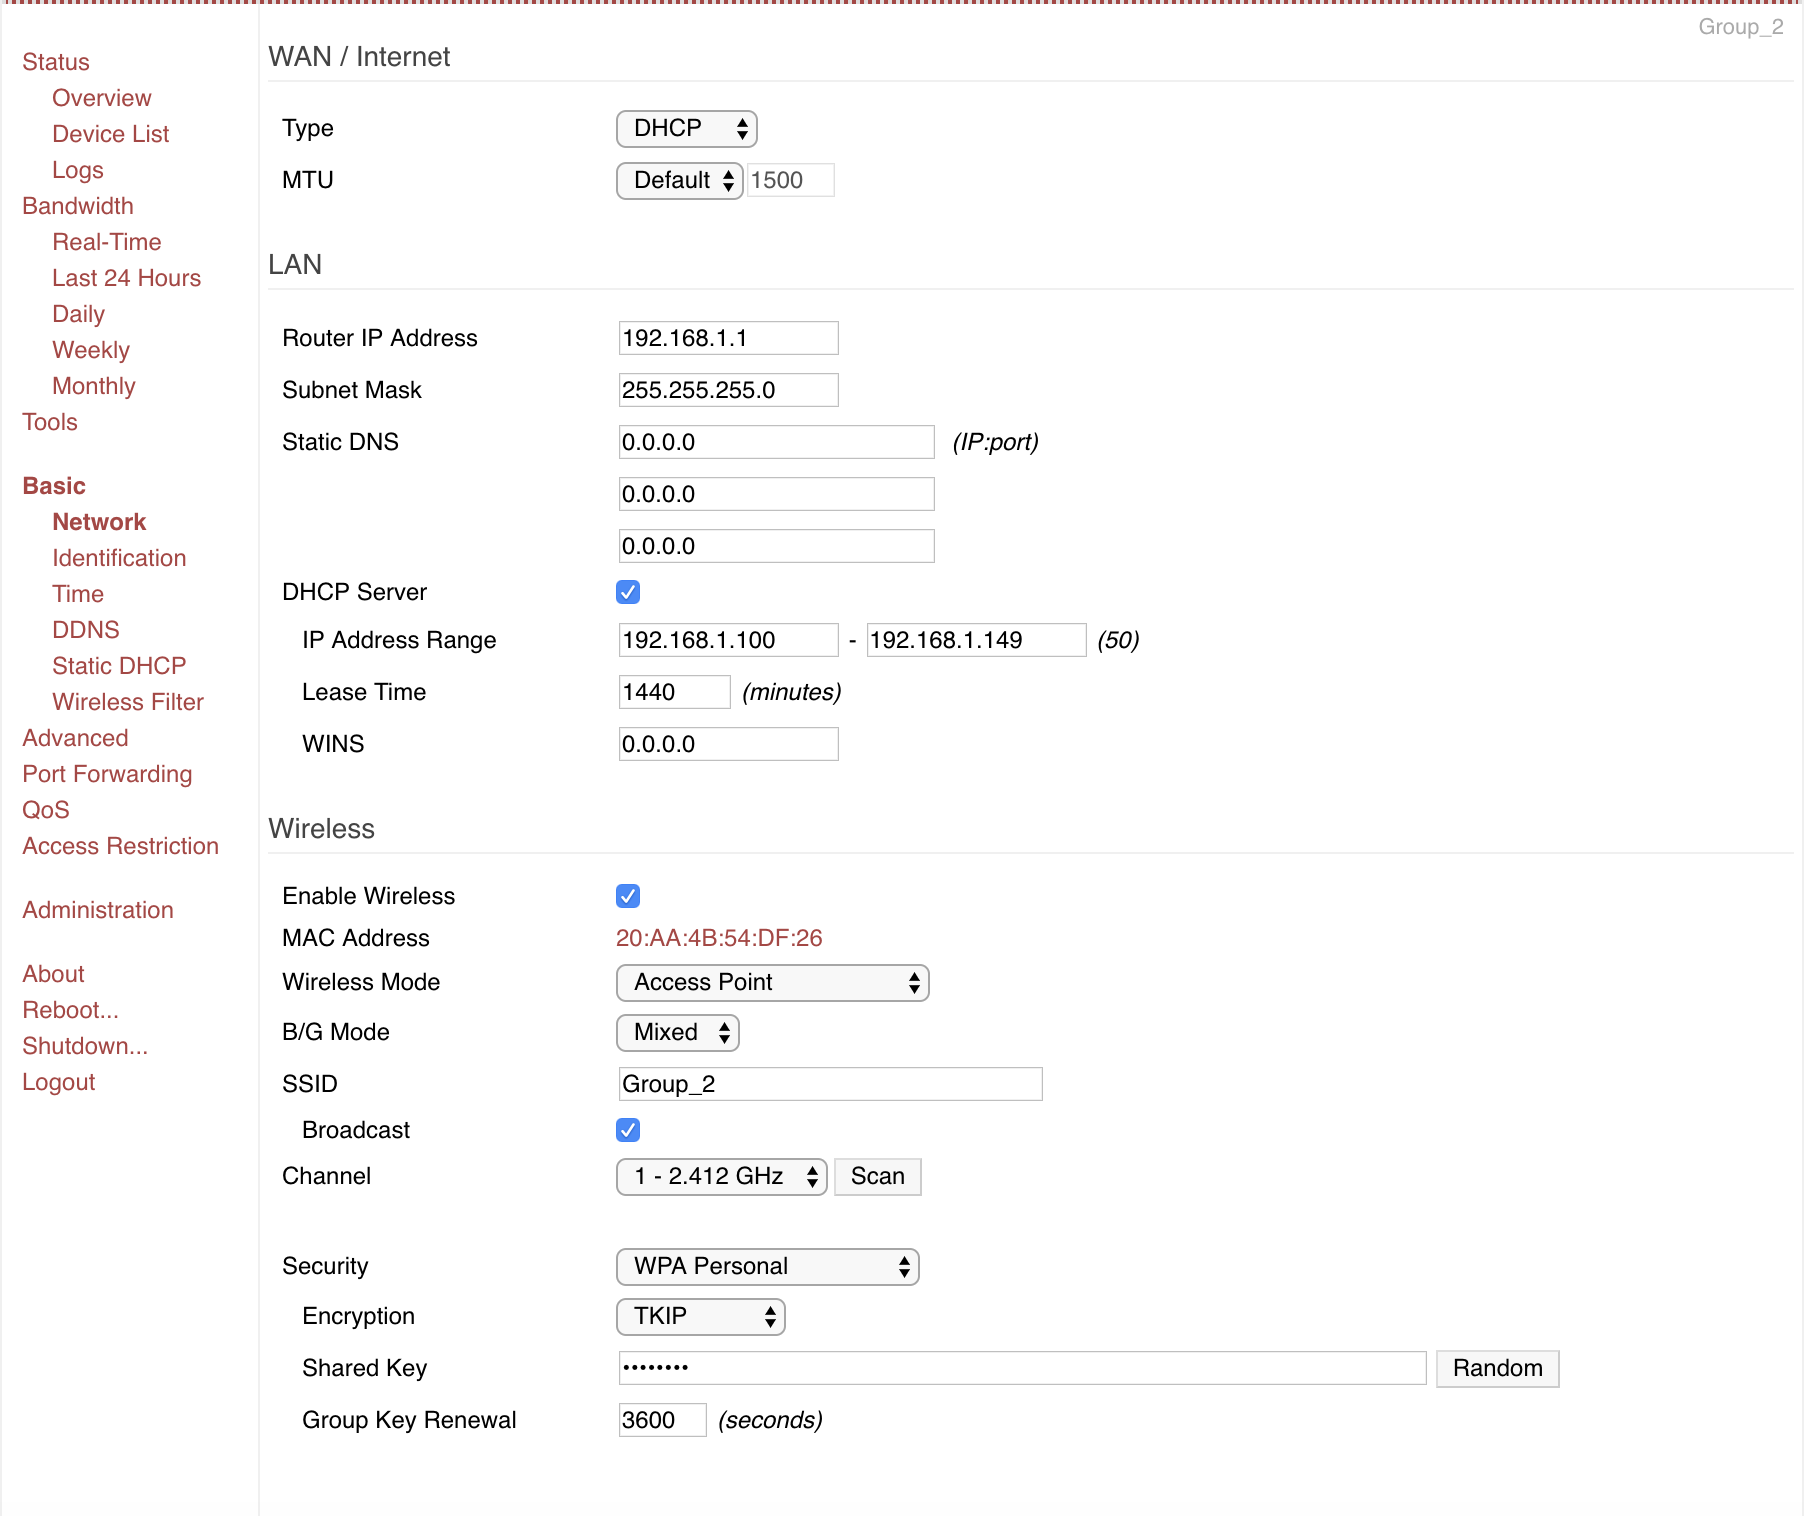 Group_2
Status
Overview
Device List
Logs
Bandwidth
Real-Time
Last 24 Hours
Daily
Weekly
Monthly
Tools
Basic
Network
Identification
Time
DDNS
Static DHCP
Wireless Filter
Advanced
Port Forwarding
QoS
Access Restriction
Administration
About
Reboot...
Shutdown...
Logout
WAN / Internet
Type DHCP
MTU Default 1500
LAN
Router IP Address 192.168.1.1
Subnet Mask 255.255.255.0
Static DNS 0.0.0.0 (IP:port)
0.0.0.0
0.0.0.0
DHCP Server
IP Address Range 192.168.1.100 - 192.168.1.149 (50)
Lease Time 1440 (minutes)
WINS 0.0.0.0
Wireless
Enable Wireless
MAC Address 20:AA:4B:54:DF:26
Wireless Mode Access Point
B/G Mode Mixed
SSID Group_2
Broadcast
Channel 1 - 2.412 GHz Scan
Security WPA Personal
Encryption TKIP
Shared Key •••••••• Random
Group Key Renewal 3600 (seconds)